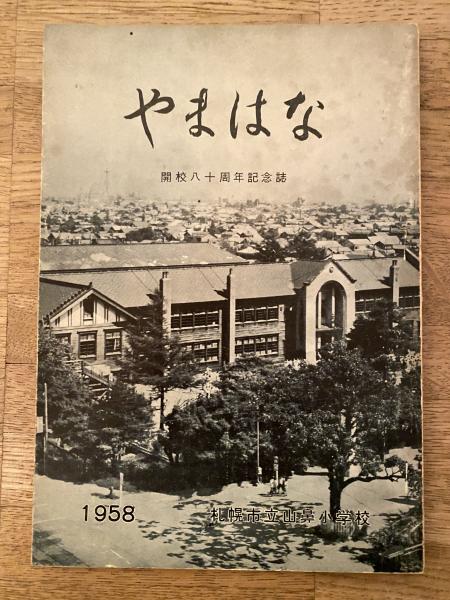 やまはな
開校八十周年記念誌
1958
札幌市立山鼻小学校